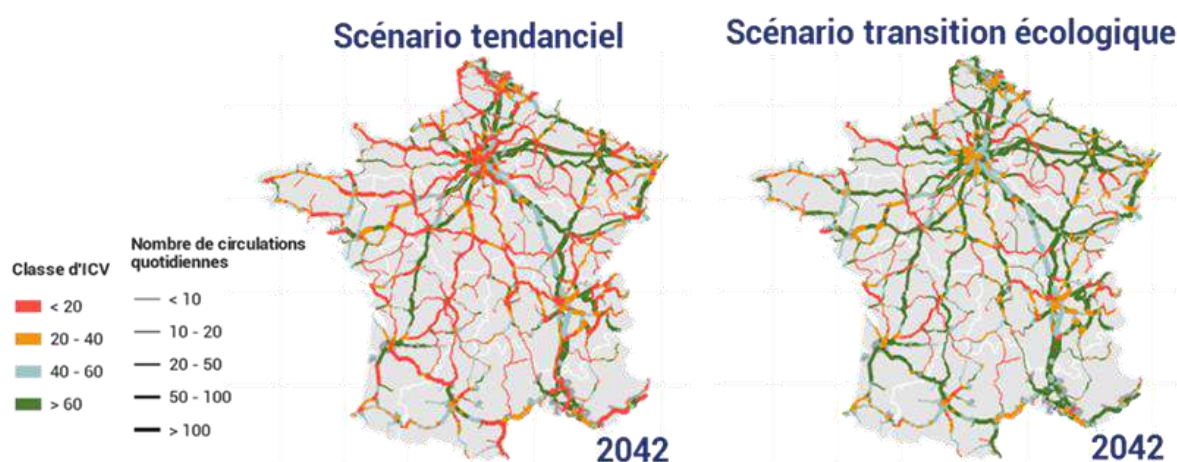 Scénario tendanciel
Scénario transition écologique
Classe d'ICV
< 20
20 - 40
40 - 60
> 60
Nombre de circulations
quotidiennes
< 10
10 - 20
20 - 50
50 - 100
> 100
2042
2042